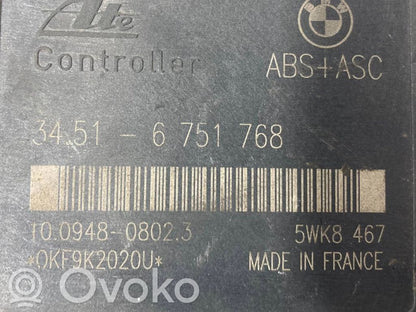 Ate BMW
Controller ABS+ASC
34.51 - 6 751 768
10.0948-0802.3 5WK8 467
*OKF9K2020U* MADE IN FRANCE
Ovoko